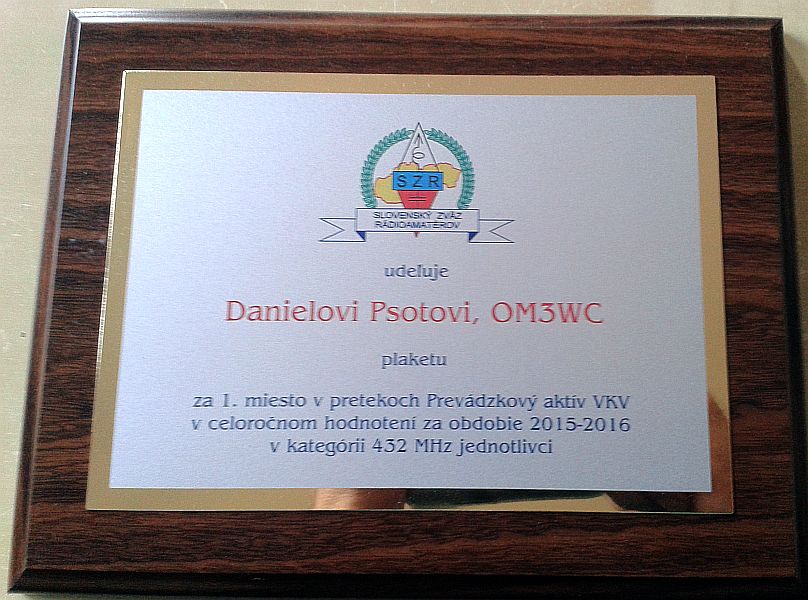 SZR
SLOVENSKÝ ZVÄZ
RÁDIOAMATÉROV
udeľuje
Danielovi Psotovi, OM3WC
plaketu
za 1. miesto v pretekoch Prevádzkový aktív VKV
v celoročnom hodnotení za obdobie 2015-2016
v kategórii 432 MHz jednotlivci